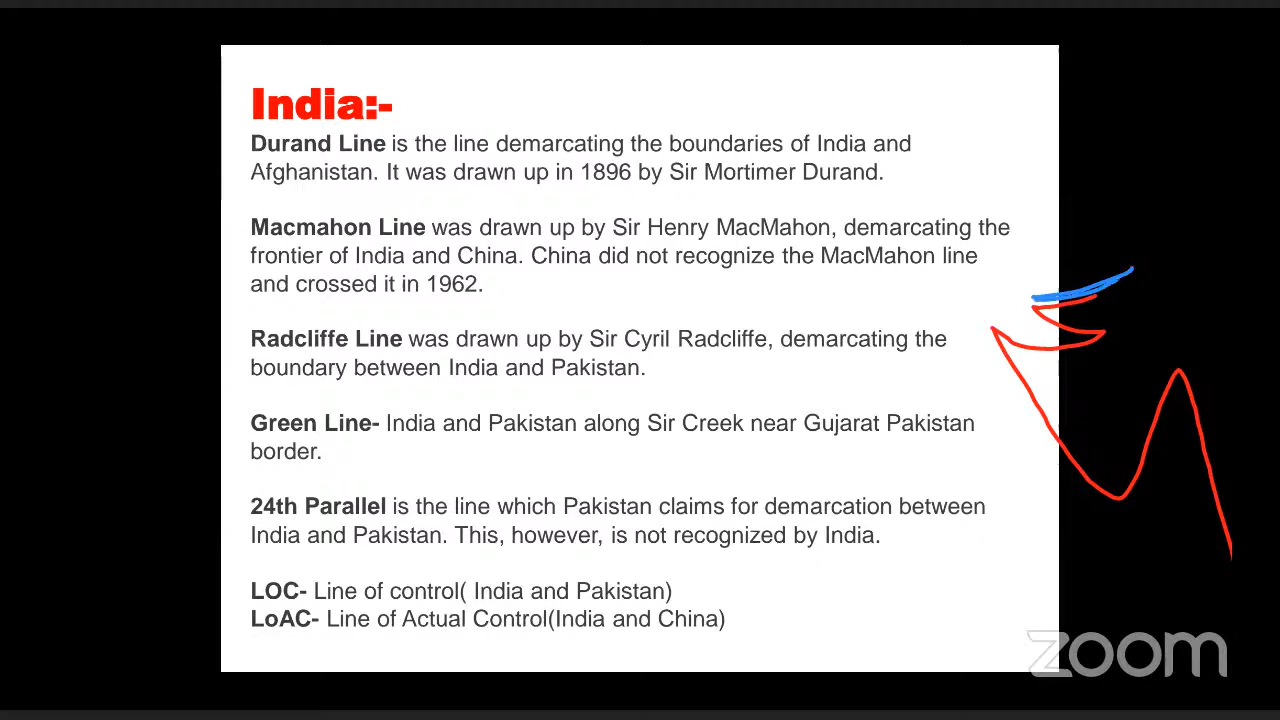 India:-
Durand Line is the line demarcating the boundaries of India and
Afghanistan. It was drawn up in 1896 by Sir Mortimer Durand.
Macmahon Line was drawn up by Sir Henry MacMahon, demarcating the
frontier of India and China. China did not recognize the MacMahon line
and crossed it in 1962.
Radcliffe Line was drawn up by Sir Cyril Radcliffe, demarcating the
boundary between India and Pakistan.
Green Line- India and Pakistan along Sir Creek near Gujarat Pakistan
border.
24th Parallel is the line which Pakistan claims for demarcation between
India and Pakistan. This, however, is not recognized by India.
LOC- Line of control( India and Pakistan)
LoAC- Line of Actual Control(India and China)
zoom